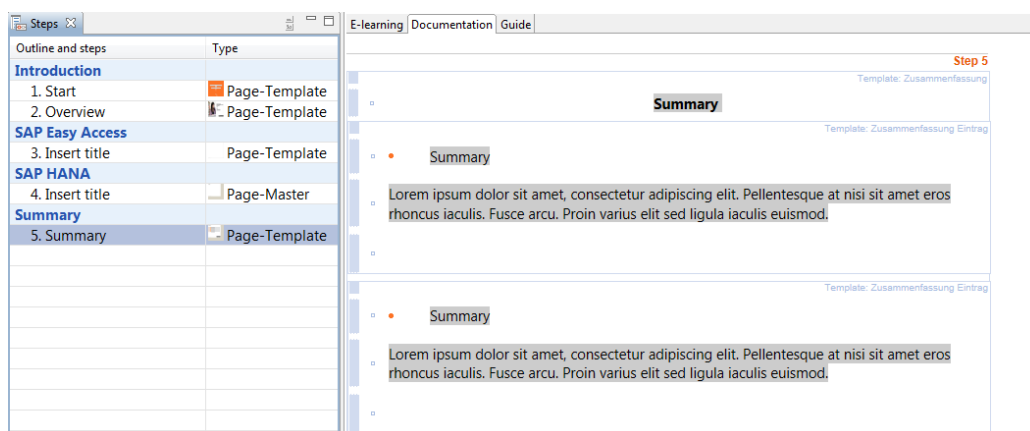 Steps
Outline and steps Type
Introduction
1. Start Page-Template
2. Overview Page-Template
SAP Easy Access
3. Insert title Page-Template
SAP HANA
4. Insert title Page-Master
Summary
5. Summary Page-Template
E-learning Documentation Guide
Step 5
Template: Zusammenfassung
Summary
Template: Zusammenfassung Eintrag
Summary
Lorem ipsum dolor sit amet, consectetur adipiscing elit. Pellentesque at nisi sit amet eros
rhoncus iaculis. Fusce arcu. Proin varius elit sed ligula iaculis euismod.
Template: Zusammenfassung Eintrag
Summary
Lorem ipsum dolor sit amet, consectetur adipiscing elit. Pellentesque at nisi sit amet eros
rhoncus iaculis. Fusce arcu. Proin varius elit sed ligula iaculis euismod.